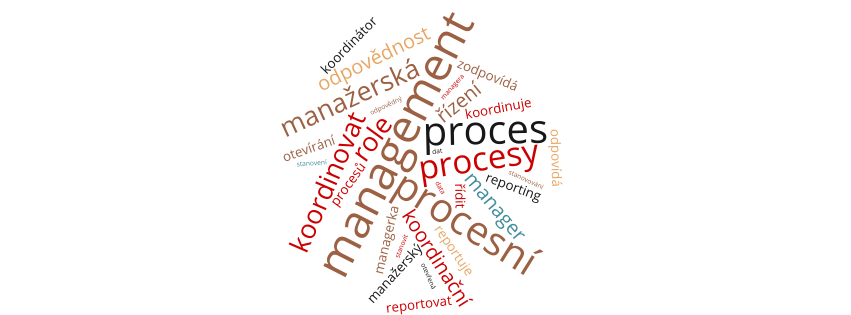 koordinátor
odpovědnost
management
manažerská
zodpovídá
managera
řízení
odpovědný
koordinuje
koordinovat
role
proces
otevírání
stanovení
dat
odpovídá
procesy
procesů
data
řídit
manager
stanovování
reporting
procesní
managerka
stanovit
koordinační
reportuje
manažerský
otevřená
reportovat